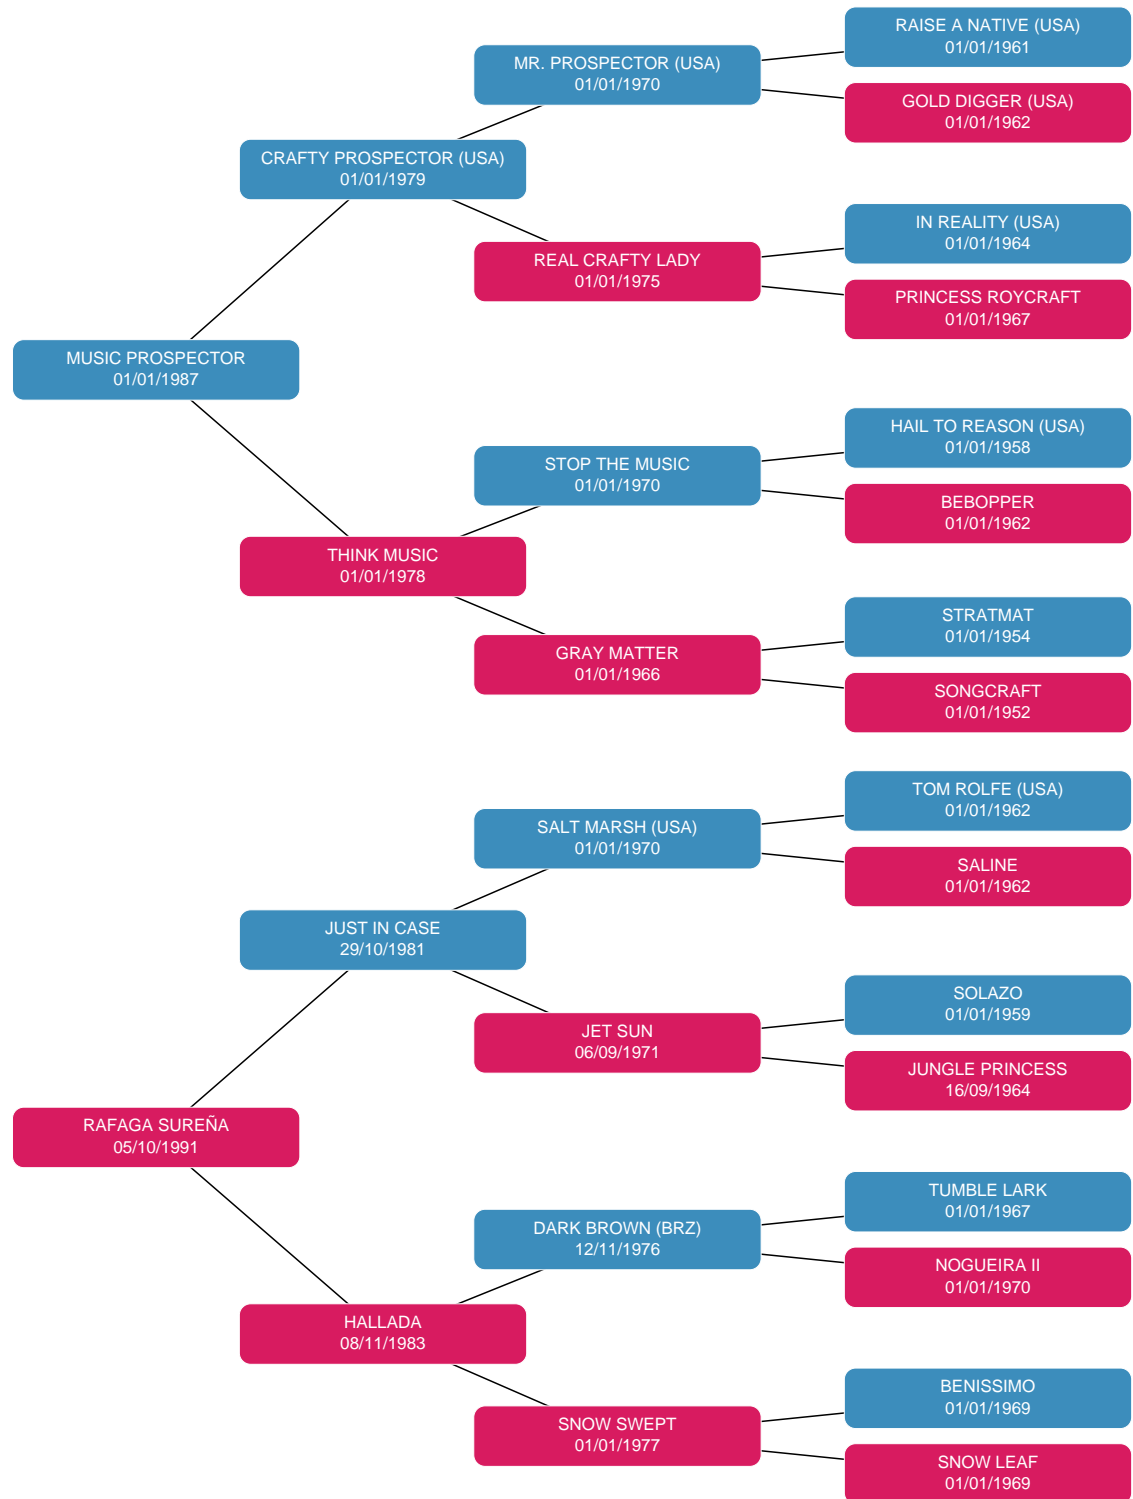 RAISE A NATIVE (USA)
01/01/1961
MR. PROSPECTOR (USA)
01/01/1970
GOLD DIGGER (USA)
01/01/1962
CRAFTY PROSPECTOR (USA)
01/01/1979
IN REALITY (USA)
01/01/1964
REAL CRAFTY LADY
01/01/1975
PRINCESS ROYCRAFT
01/01/1967
MUSIC PROSPECTOR
01/01/1987
HAIL TO REASON (USA)
01/01/1958
STOP THE MUSIC
01/01/1970
BEBOPPER
01/01/1962
THINK MUSIC
01/01/1978
STRATMAT
01/01/1954
GRAY MATTER
01/01/1966
SONGCRAFT
01/01/1952
TOM ROLFE (USA)
01/01/1962
SALT MARSH (USA)
01/01/1970
SALINE
01/01/1962
JUST IN CASE
29/10/1981
SOLAZO
01/01/1959
JET SUN
06/09/1971
JUNGLE PRINCESS
16/09/1964
RAFAGA SUREÑA
05/10/1991
TUMBLE LARK
01/01/1967
DARK BROWN (BRZ)
12/11/1976
NOGUEIRA II
01/01/1970
HALLADA
08/11/1983
BENISSIMO
01/01/1969
SNOW SWEPT
01/01/1977
SNOW LEAF
01/01/1969